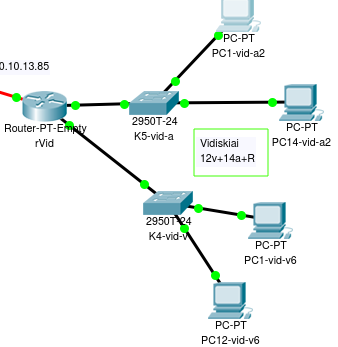 PC-PT
PC1-vid-a2
0.10.13.85
Router-PT-Empty
rVid
2950T-24
K5-vid-a
PC-PT
PC14-vid-a2
Vidiskiai
12v+14a+R
2950T-24
K4-vid-v
PC-PT
PC1-vid-v6
PC-PT
PC12-vid-v6